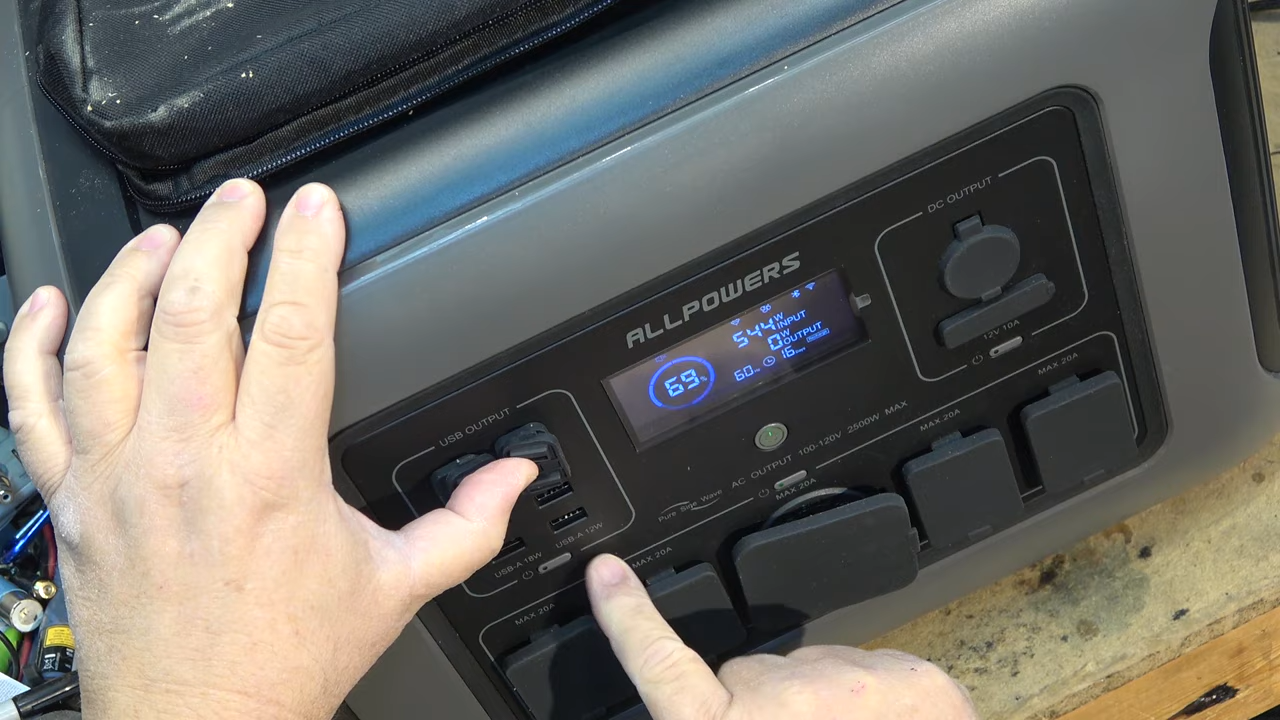 DC OUTPUT
ALLPOWERS
544W INPUT
0W OUTPUT
69%
60Hz
16
12V 10A
USB OUTPUT
USB-A 18W
USB-A 12W
Pure Sine Wave
AC OUTPUT 100-120V 2500W MAX
MAX.20A
MAX.20A
MAX.20A
MAX.20A
MAX.20A